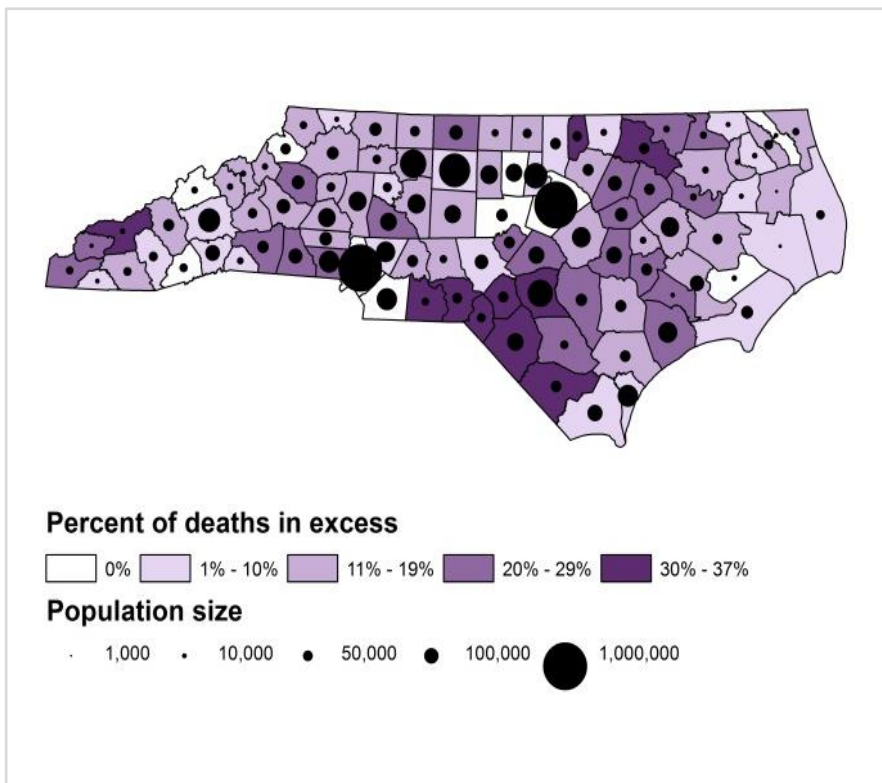 Percent of deaths in excess
0% 1% - 10% 11% - 19% 20% - 29% 30% - 37%
Population size
1,000 10,000 50,000 100,000 1,000,000